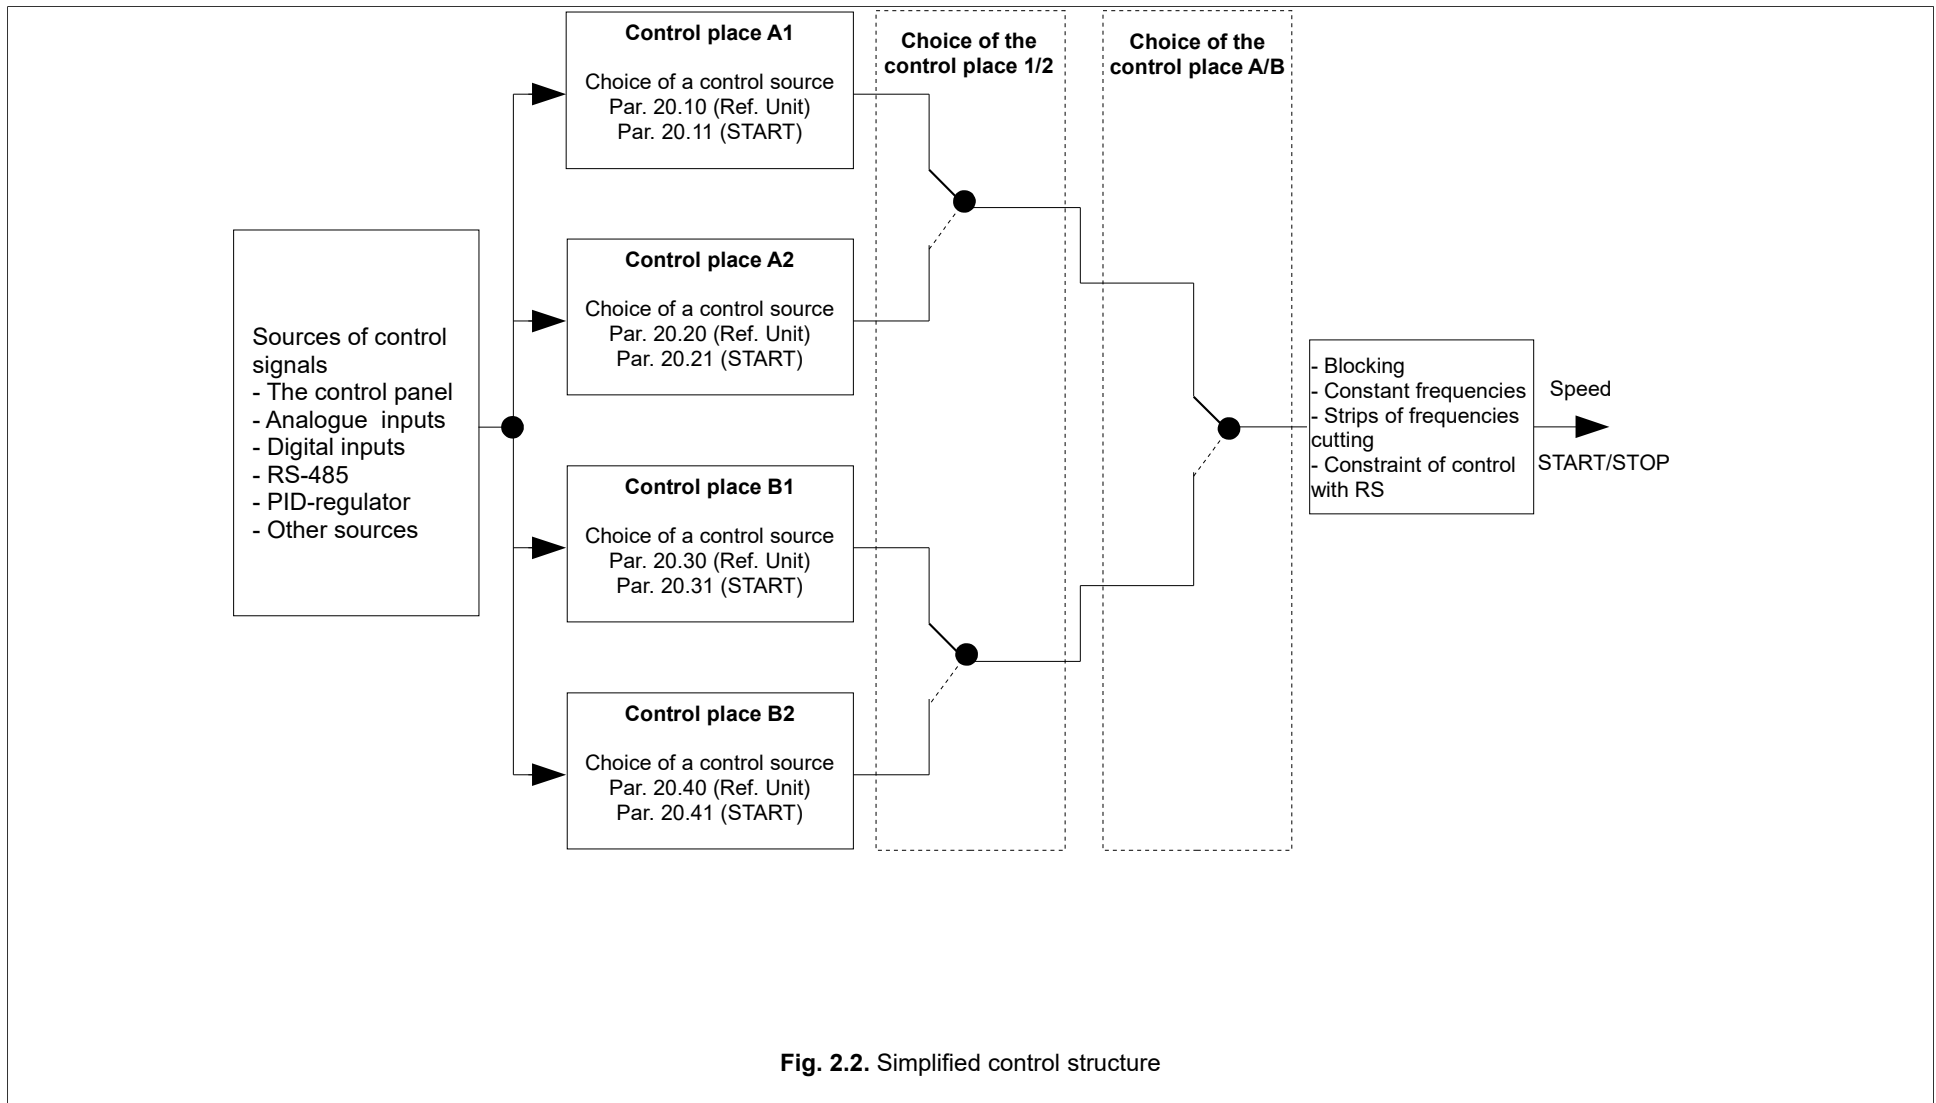 Control place A1
Choice of a control source
Par. 20.10 (Ref. Unit)
Par. 20.11 (START)
Choice of the
control place 1/2
Choice of the
control place A/B
Control place A2
Choice of a control source
Par. 20.20 (Ref. Unit)
Par. 20.21 (START)
Sources of control
signals
- The control panel
- Analogue  inputs
- Digital inputs
- RS-485
- PID-regulator
- Other sources
- Blocking
- Constant frequencies
- Strips of frequencies
cutting
- Constraint of control
with RS
Speed
START/STOP
Control place B1
Choice of a control source
Par. 20.30 (Ref. Unit)
Par. 20.31 (START)
Control place B2
Choice of a control source
Par. 20.40 (Ref. Unit)
Par. 20.41 (START)
Fig. 2.2. Simplified control structure